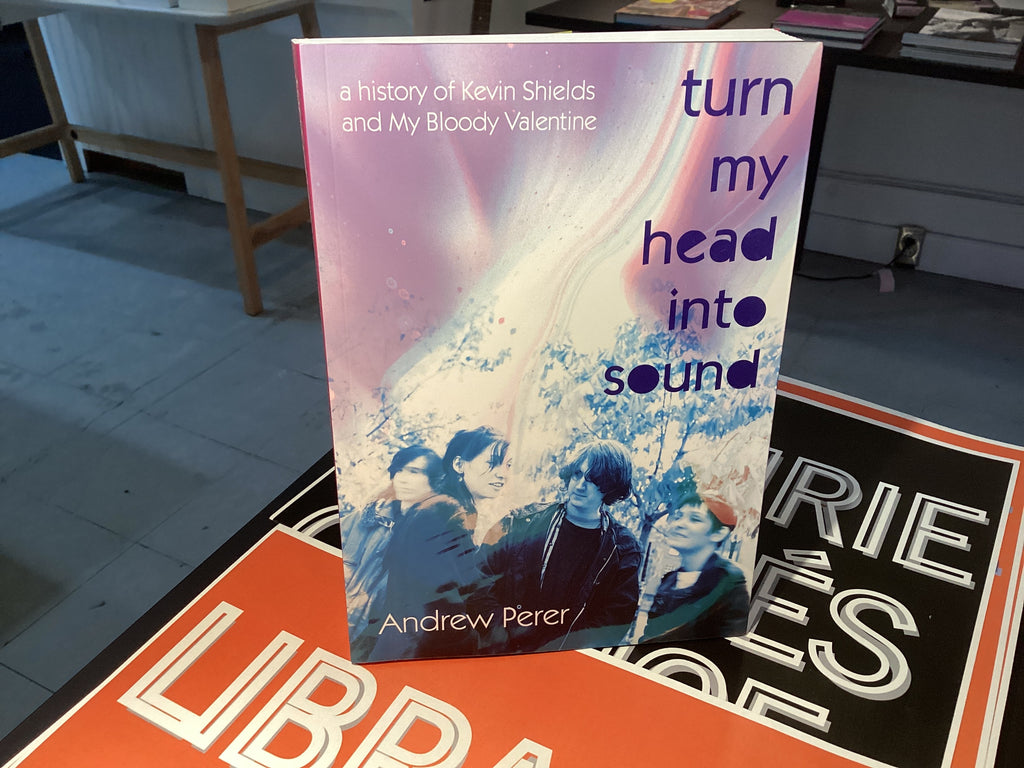 a history of Kevin Shields
and My Bloody Valentine
turn
my
head
into
sound
Andrew Perer